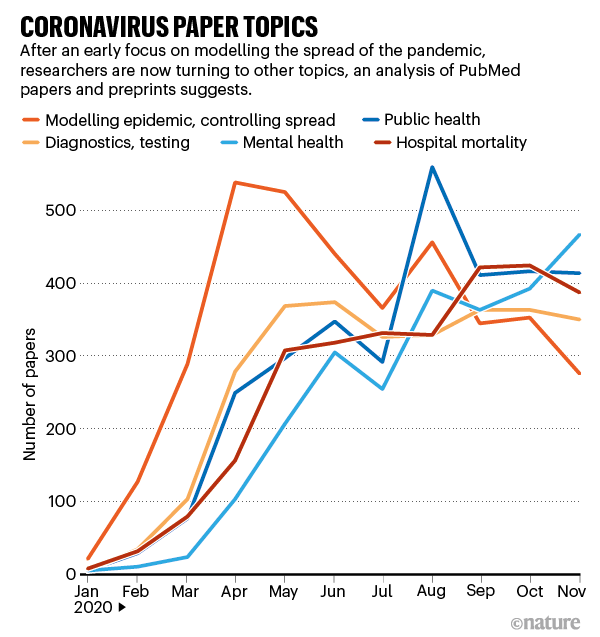 CORONAVIRUS PAPER TOPICS
After an early focus on modelling the spread of the pandemic,
researchers are now turning to other topics, an analysis of PubMed
papers and preprints suggests.
Modelling epidemic, controlling spread
Public health
Diagnostics, testing
Mental health
Hospital mortality
Number of papers
500
400
300
200
100
0
Jan Feb Mar Apr May Jun Jul Aug Sep Oct Nov
2020
©nature